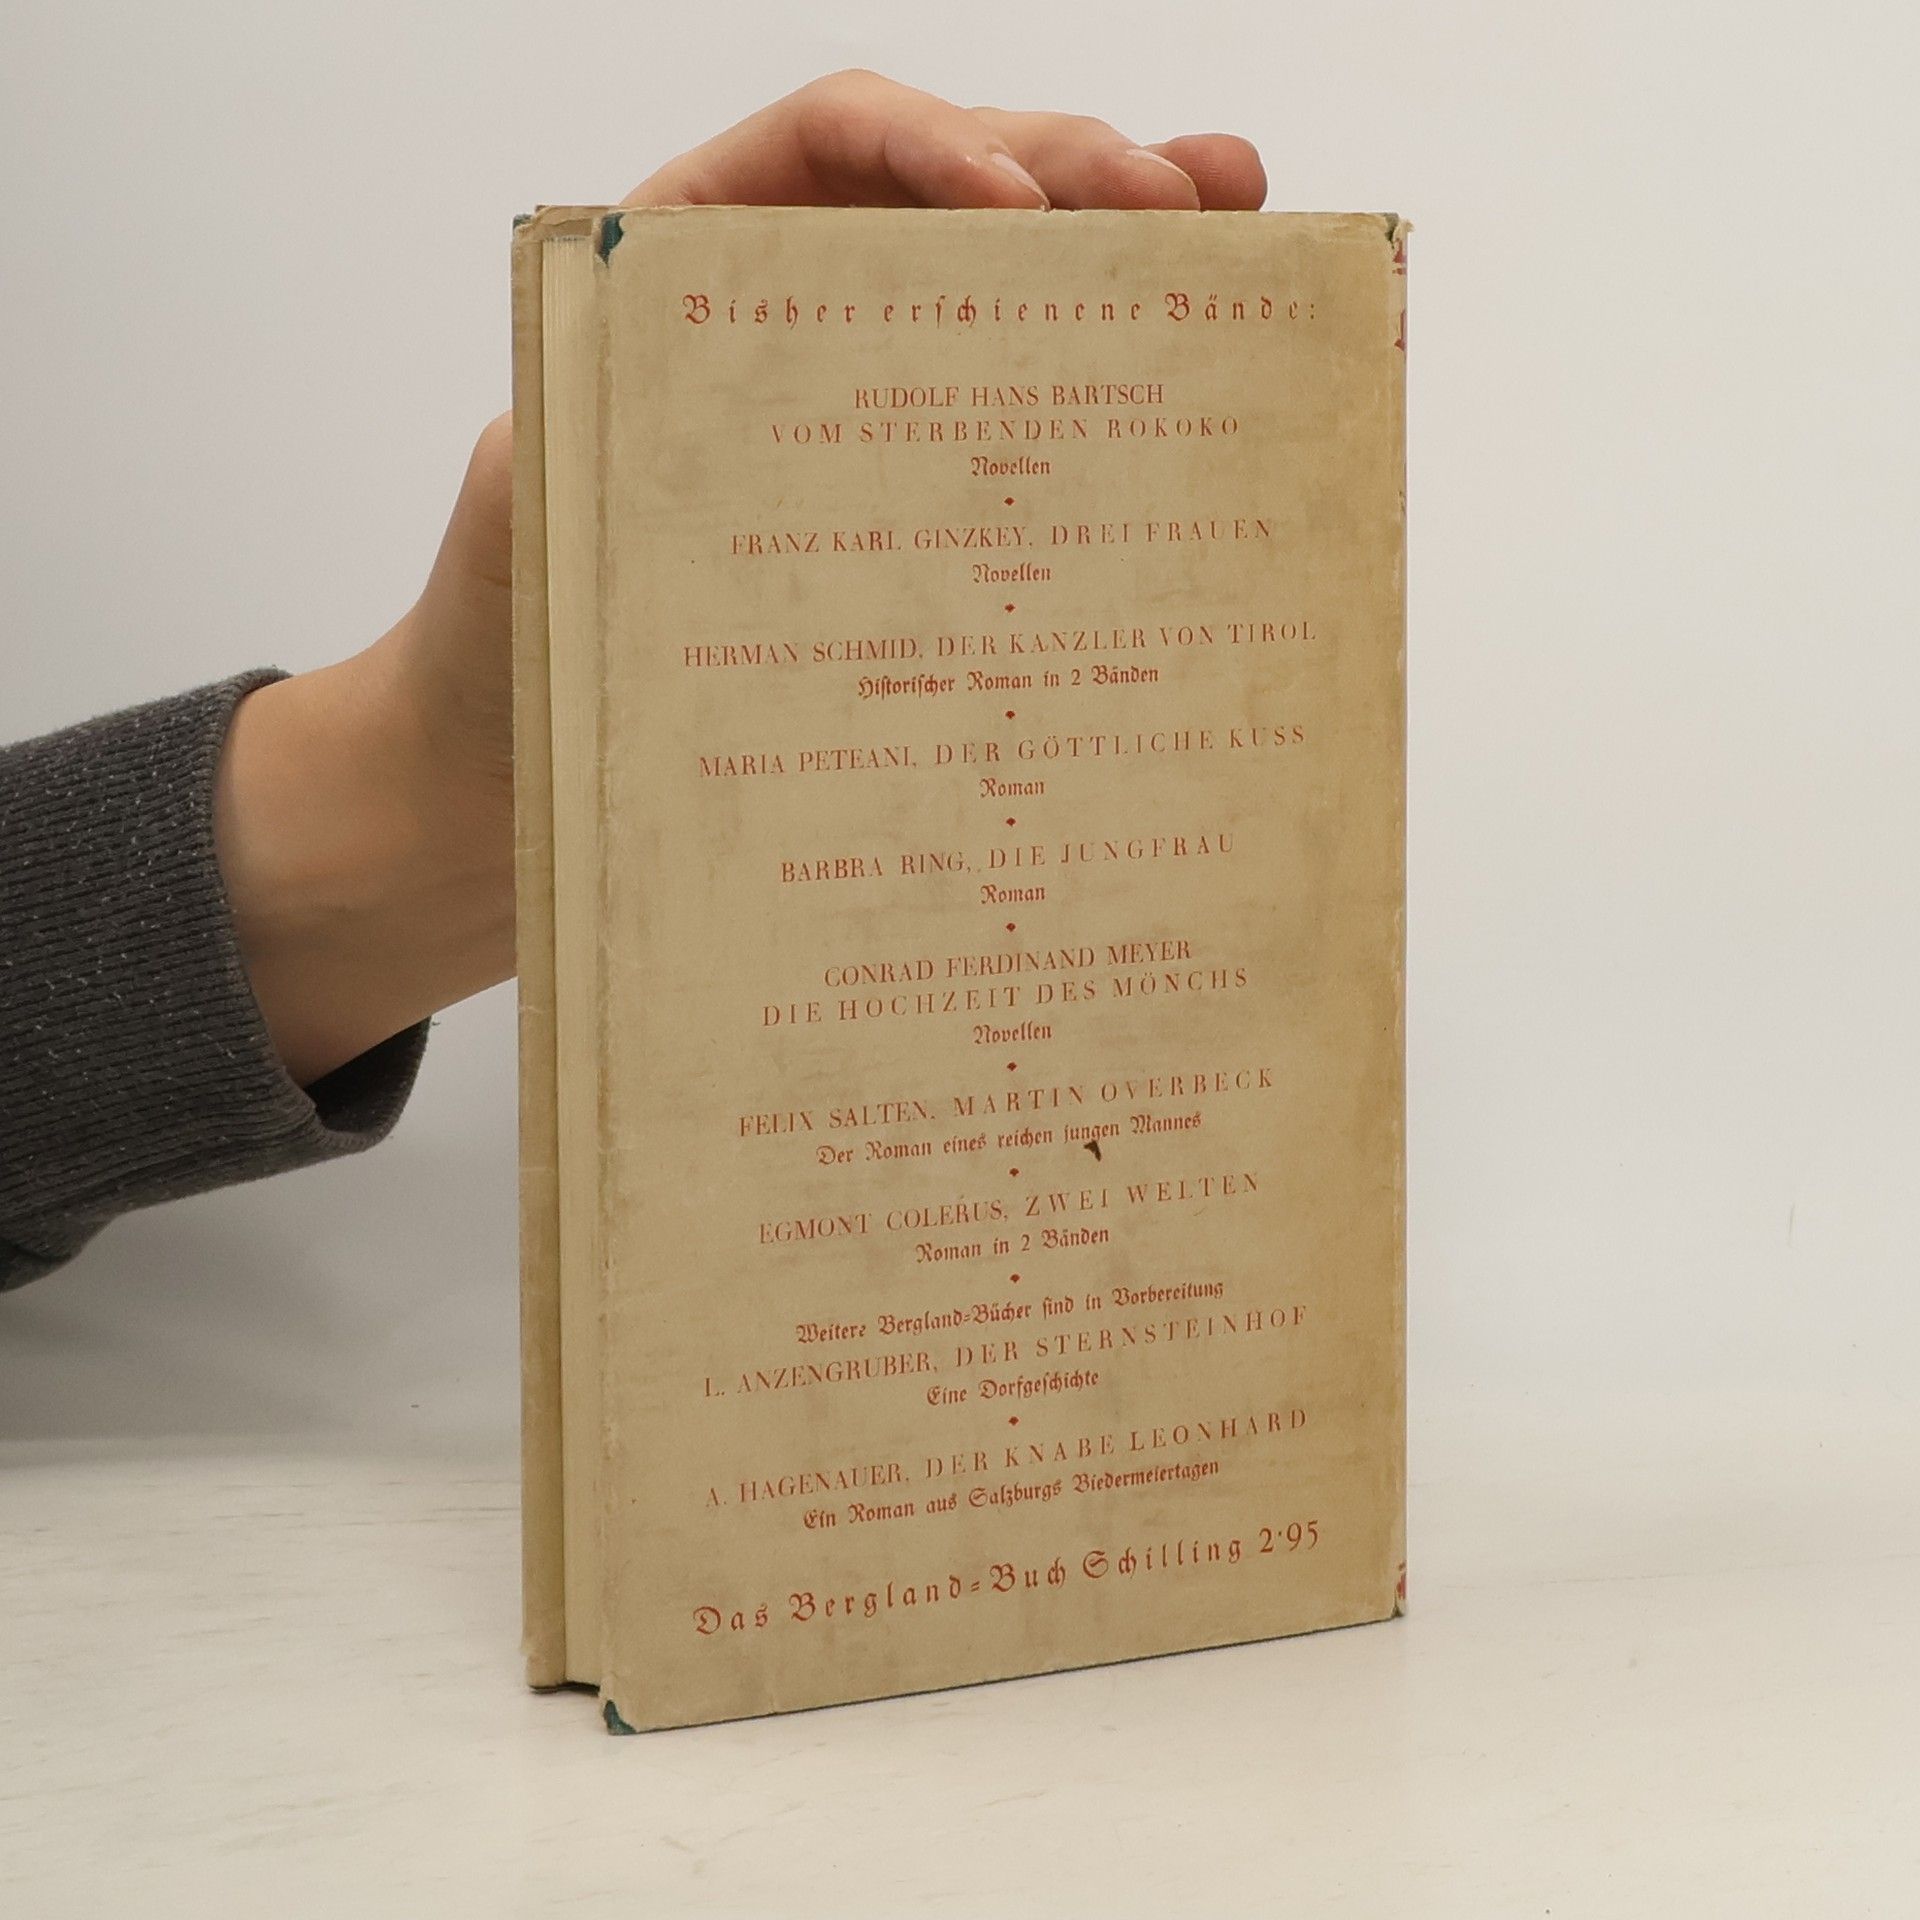 Bisher erschienene Bände:
RUDOLF HANS BARTSCH
VOM STERBENDEN ROKOKO
Novellen
FRANZ KARL GINZKEY, DREI FRAUEN
Novellen
HERMAN SCHMID, DER KANZLER VON TIROL
Historischer Roman in 2 Bänden
MARIA PETEANI, DER GÖTTLICHE KUSS
Roman
BARBRA RING, DIE JUNGFRAU
Roman
CONRAD FERDINAND MEYER
DIE HOCHZEIT DES MÖNCHS
Novellen
FELIX SALTEN, MARTIN OVERBECK
Der Roman eines reichen jungen Mannes
EGMONT COLERUS, ZWEI WELTEN
Roman in 2 Bänden
Weitere Bergland-Bücher sind in Vorbereitung
L. ANZENGRUBER, DER STERNSTEINHOF
Eine Dorfgeschichte
A. HAGENAUER, DER KNABE LEONHARD
Ein Roman aus Salzburgs Biedermeiertagen
Das Bergland-Buch Schilling 2·95